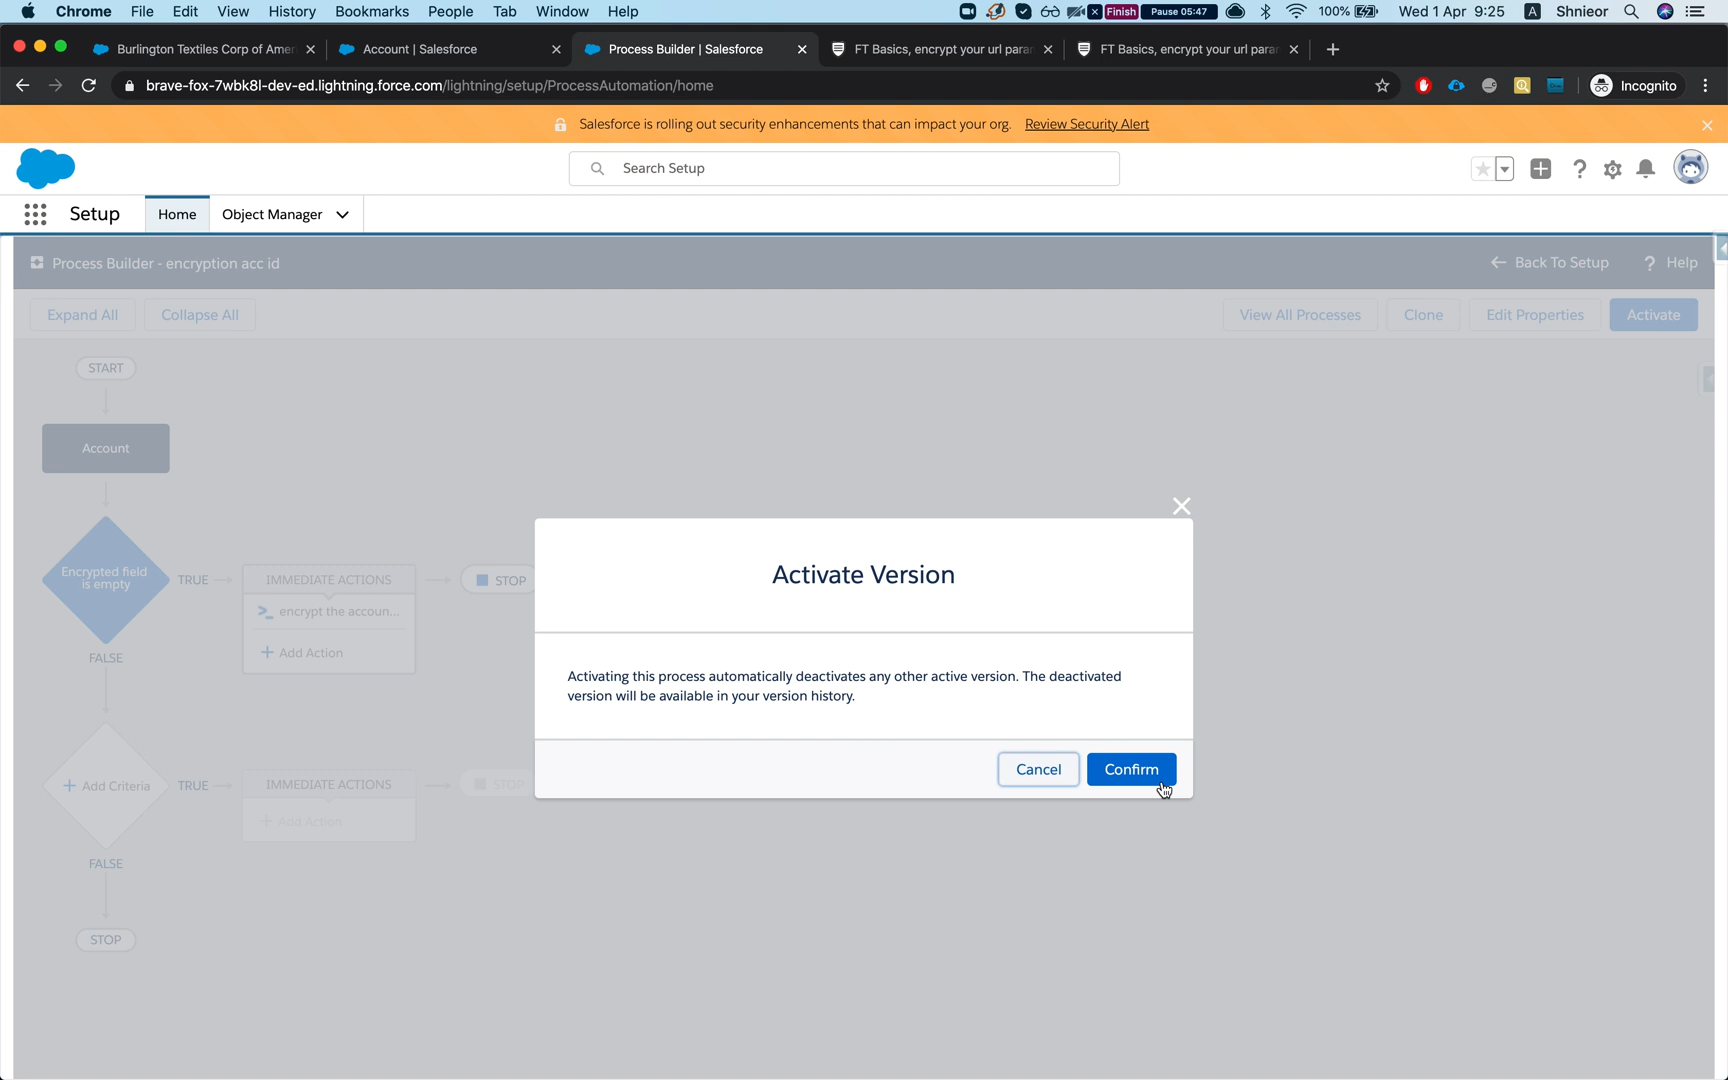 Chrome File Edit View History Bookmarks People Tab Window Help Finish Pause 05:47 100% Wed 1 Apr 9:25 A Shnieor
Burlington Textiles Corp of Amer Account | Salesforce Process Builder | Salesforce FT Basics, encrypt your url para FT Basics, encrypt your url para
brave-fox-7wbk8l-dev-ed.lightning.force.com/lightning/setup/ProcessAutomation/home Incognito
Salesforce is rolling out security enhancements that can impact your org. Review Security Alert
Search Setup
Setup Home Object Manager
Process Builder - encryption acc id Back To Setup ? Help
Expand All Collapse All View All Processes Clone Edit Properties Activate
START
Account
Encrypted field
is empty
TRUE IMMEDIATE ACTIONS STOP
encrypt the accoun...
+ Add Action
FALSE
Activate Version
Activating this process automatically deactivates any other active version. The deactivated
version will be available in your version history.
Cancel Confirm
+ Add Criteria TRUE IMMEDIATE ACTIONS STOP
+ Add Action
FALSE
STOP